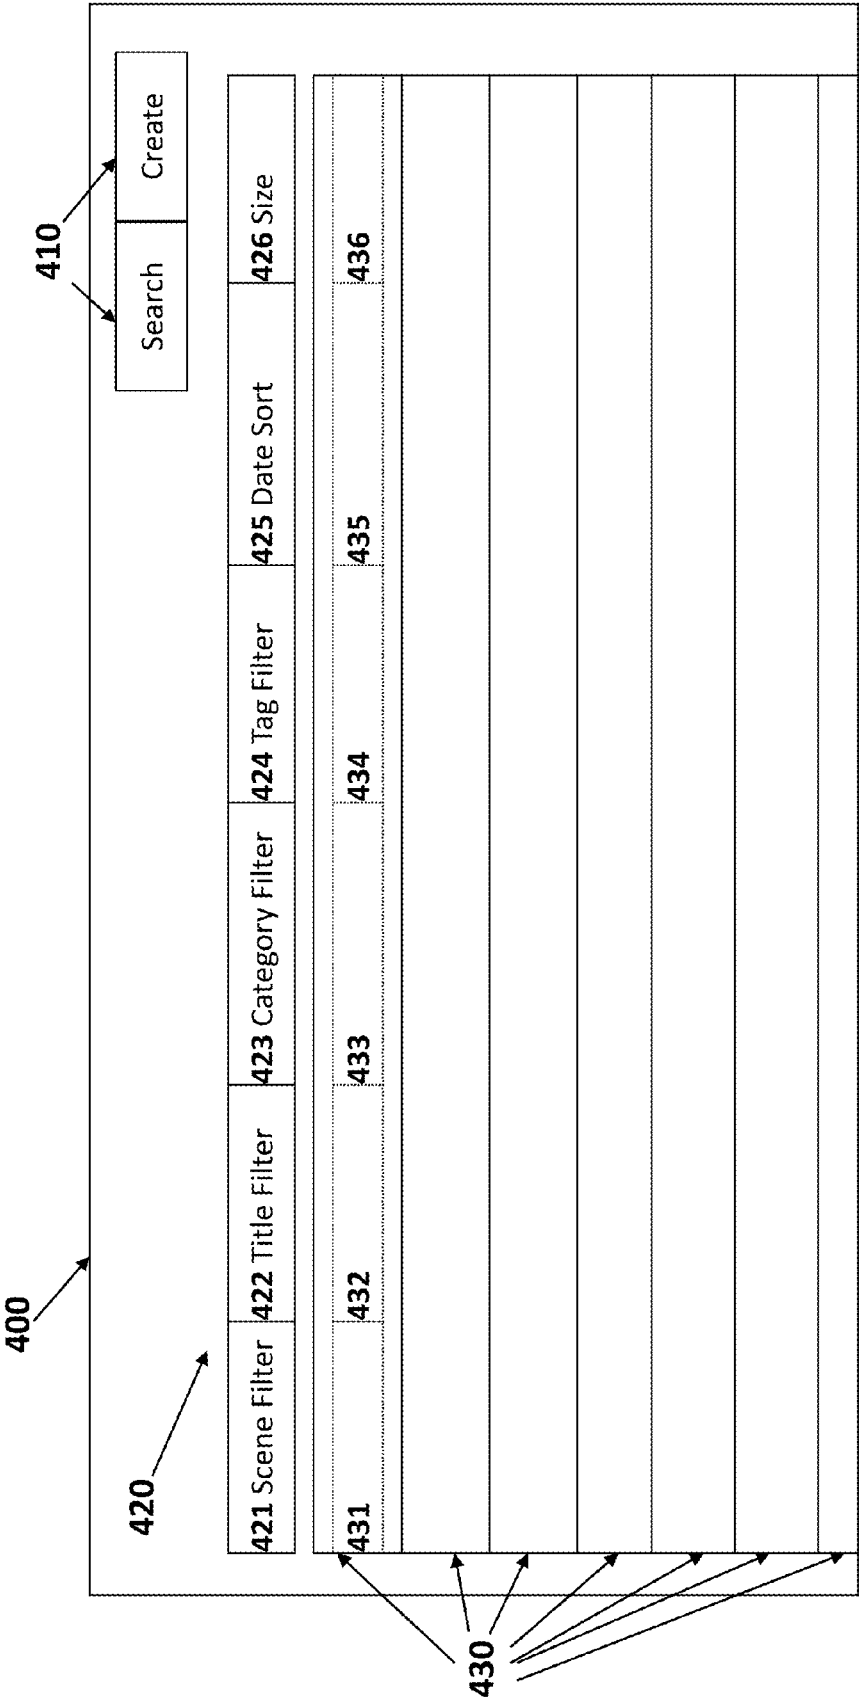 400
410
Search Create
420
421 Scene Filter 422 Title Filter 423 Category Filter 424 Tag Filter 425 Date Sort 426 Size
431 432 433 434 435 436
430